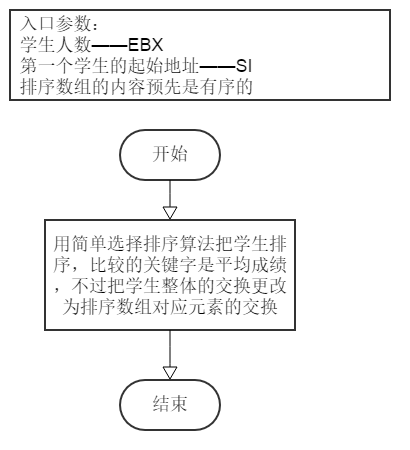 入口参数：
学生人数——EBX
第一个学生的起始地址——SI
排序数组的内容预先是有序的
开始
用简单选择排序算法把学生排
序，比较的关键字是平均成绩
，不过把学生整体的交换更改
为排序数组对应元素的交换
结束